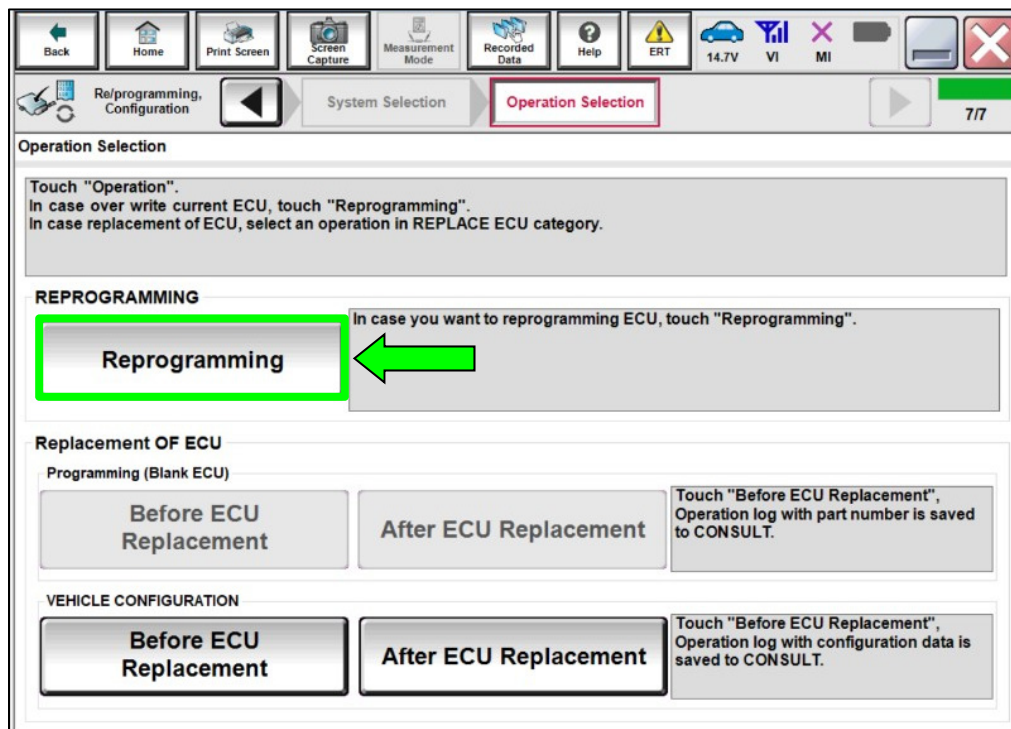 Back
Home
Print Screen
Screen
Capture
Measurement
Mode
Recorded
Data
Help
ERT
14.7V
VI
MI
Re/programming,
Configuration
System Selection
Operation Selection
7/7
Operation Selection
Touch "Operation".
In case over write current ECU, touch "Reprogramming".
In case replacement of ECU, select an operation in REPLACE ECU category.
REPROGRAMMING
Reprogramming
In case you want to reprogramming ECU, touch "Reprogramming".
Replacement OF ECU
Programming (Blank ECU)
Before ECU
Replacement
After ECU Replacement
Touch "Before ECU Replacement",
Operation log with part number is saved
to CONSULT.
VEHICLE CONFIGURATION
Before ECU
Replacement
After ECU Replacement
Touch "Before ECU Replacement",
Operation log with configuration data is
saved to CONSULT.